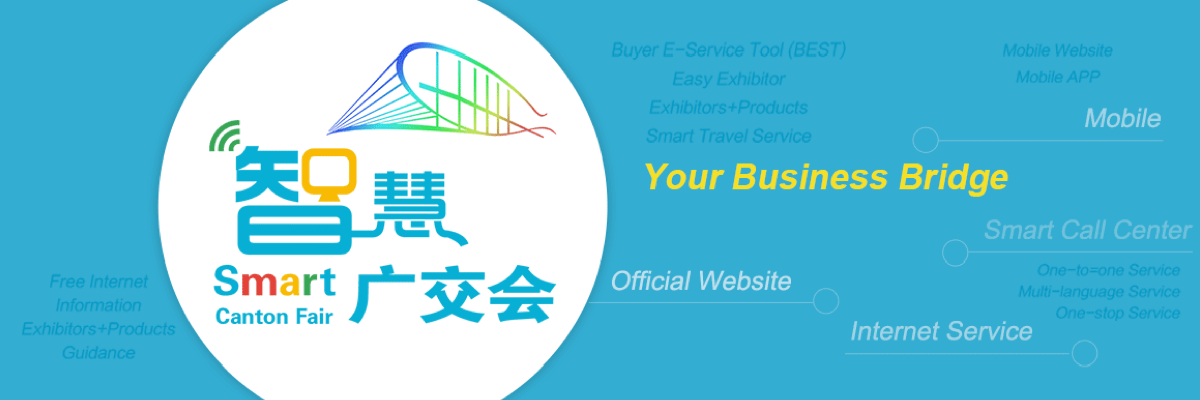 智慧
Smart
Canton Fair
广交会
Buyer E-Service Tool (BEST)
Easy Exhibitor
Exhibitors+Products
Smart Travel Service
Mobile Website
Mobile APP
Mobile
Your Business Bridge
Smart Call Center
One-to=one Service
Multi-language Service
One-stop Service
Official Website
Internet Service
Free Internet
Information
Exhibitors+Products
Guidance